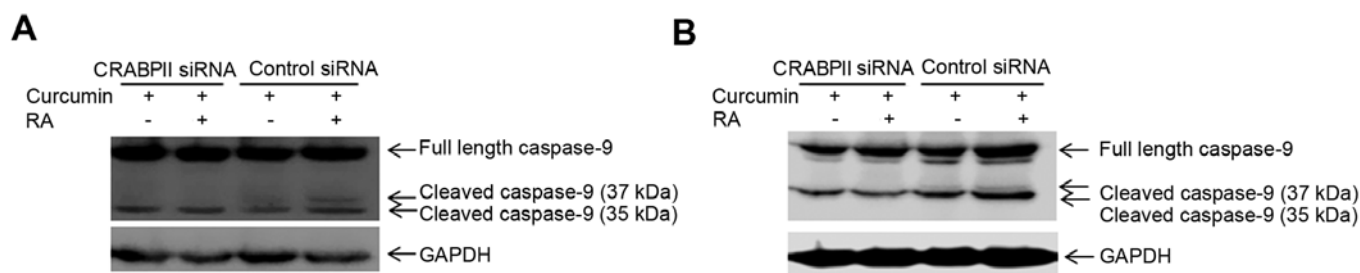 A
CRABPII siRNA Control siRNA
Curcumin + + + +
RA - + - +
Full length caspase-9
Cleaved caspase-9 (37 kDa)
Cleaved caspase-9 (35 kDa)
GAPDH
B
CRABPII siRNA Control siRNA
Curcumin + + + +
RA - + - +
Full length caspase-9
Cleaved caspase-9 (37 kDa)
Cleaved caspase-9 (35 kDa)
GAPDH